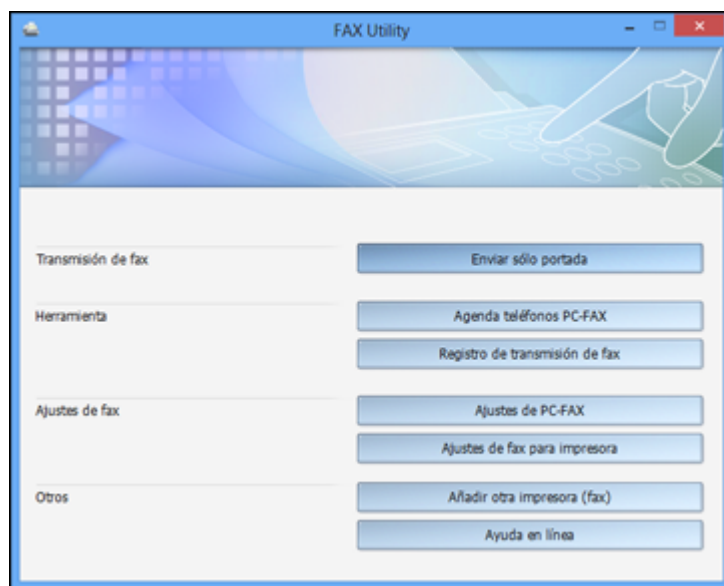 FAX Utility
Transmisión de fax
Enviar sólo portada
Herramienta
Agenda teléfonos PC-FAX
Registro de transmisión de fax
Ajustes de fax
Ajustes de PC-FAX
Ajustes de fax para impresora
Otros
Añadir otra impresora (fax)
Ayuda en línea